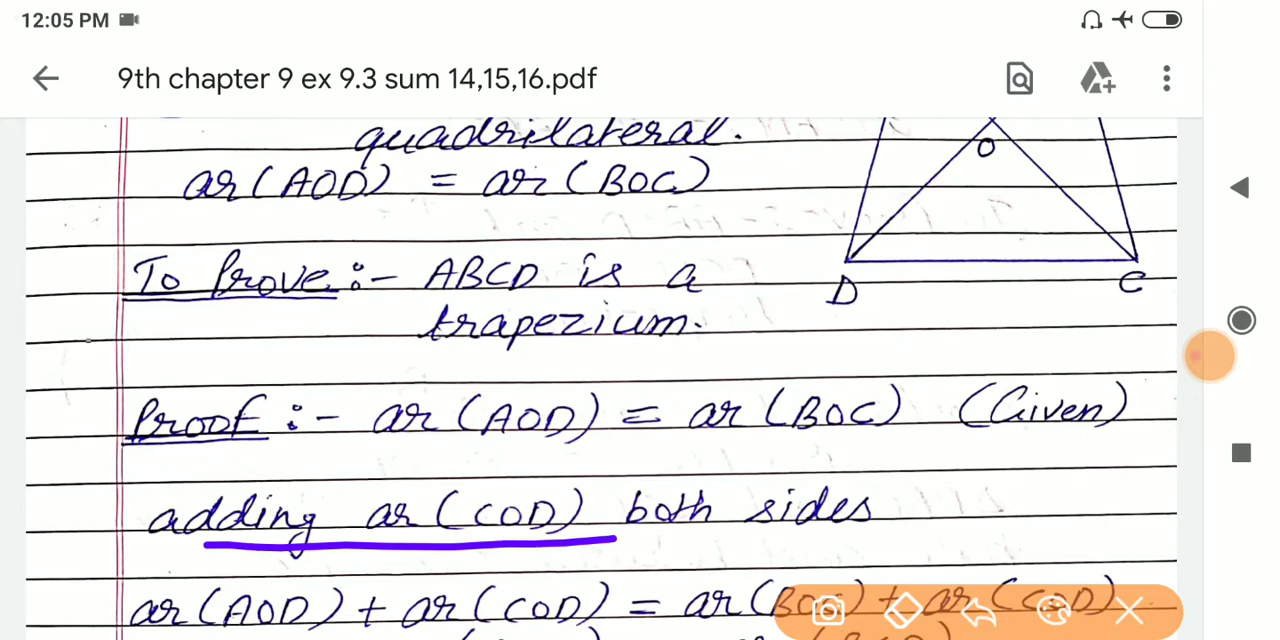 12:05 PM
9th chapter 9 ex 9.3 sum 14,15,16.pdf
quadrilateral.
ar(AOD) = ar(BOC)
O
To Prove:- ABCD is a
D
C
trapezium.
Proof:- ar(AOD) = ar(BOC) (Given)
adding ar(COD) both sides
ar(AOD) + ar(COD) = ar(BOC) + ar(COD)